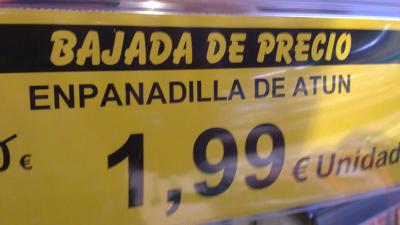 BAJADA DE PRECIO
ENPANADILLA DE ATUN
€ 1,99 € Unidad